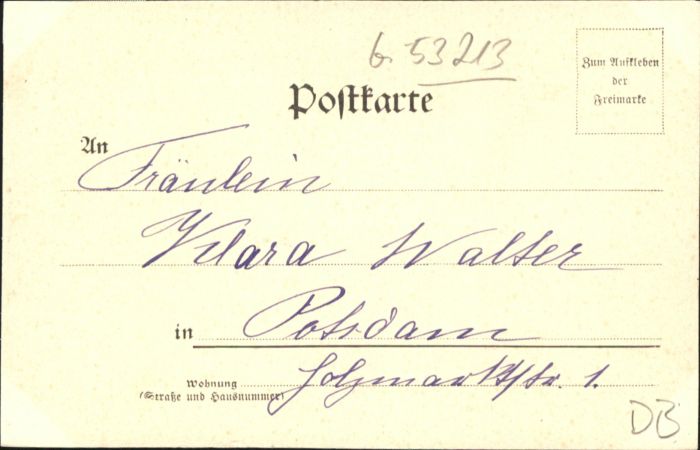 b. 53213
Zum Aufkleben
der
Freimarke
Postkarte
An
Fräulein
Klara Walter
in Potsdam
Wohnung Holzmarktstr. 1.
(Straße und Hausnummer)
DB